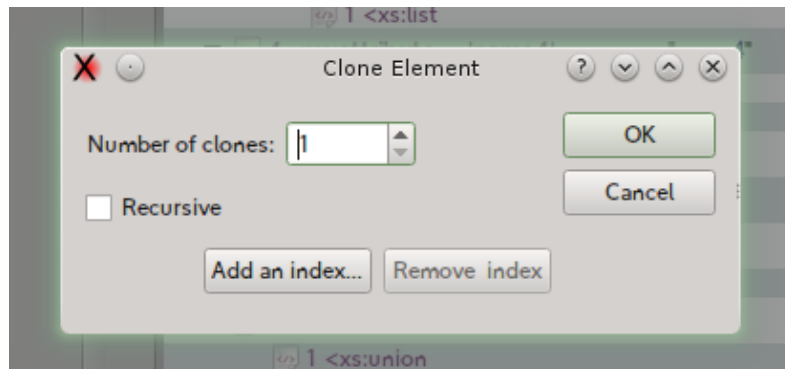 1 <xs:list
Clone Element
Number of clones: 1
OK
Recursive
Cancel
Add an index...
Remove index
1 <xs:union